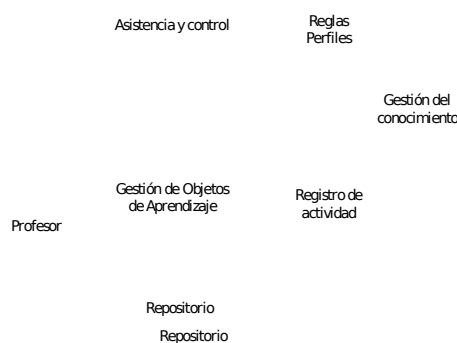 Asistencia y control
Reglas
Perfiles
Gestión del
conocimiento
Gestión de Objetos
de Aprendizaje
Registro de
actividad
Profesor
Repositorio
Repositorio